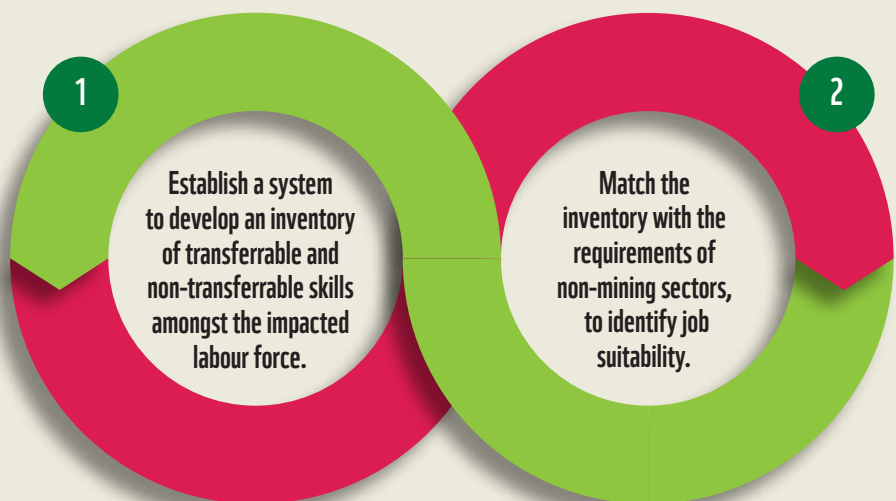 1
Establish a system
to develop an inventory
of transferrable and
non-transferrable skills
amongst the impacted
labour force.
2
Match the
inventory with the
requirements of
non-mining sectors,
to identify job
suitability.